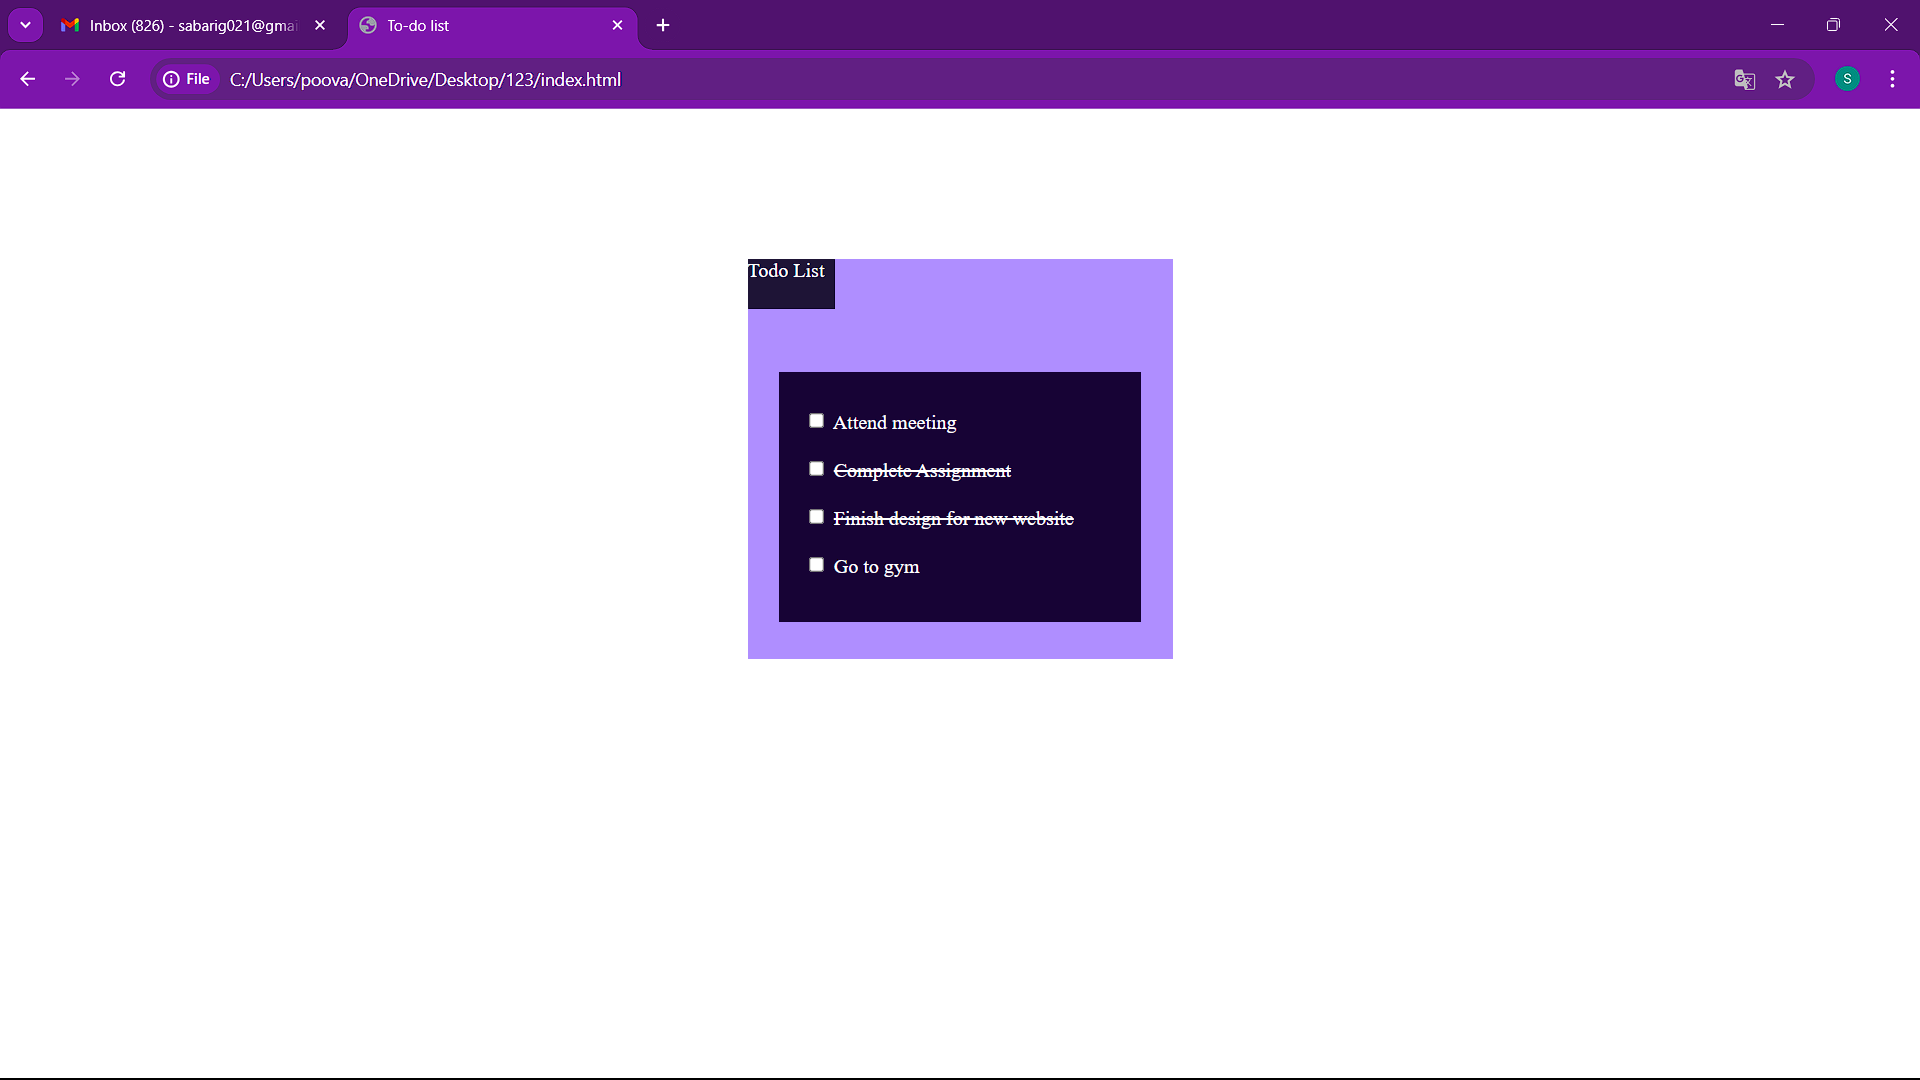 Inbox (826) - sabarig021@gmai
To-do list
File
C:/Users/poova/OneDrive/Desktop/123/index.html
S
Todo List
Attend meeting
Complete Assignment
Finish design for new website
Go to gym